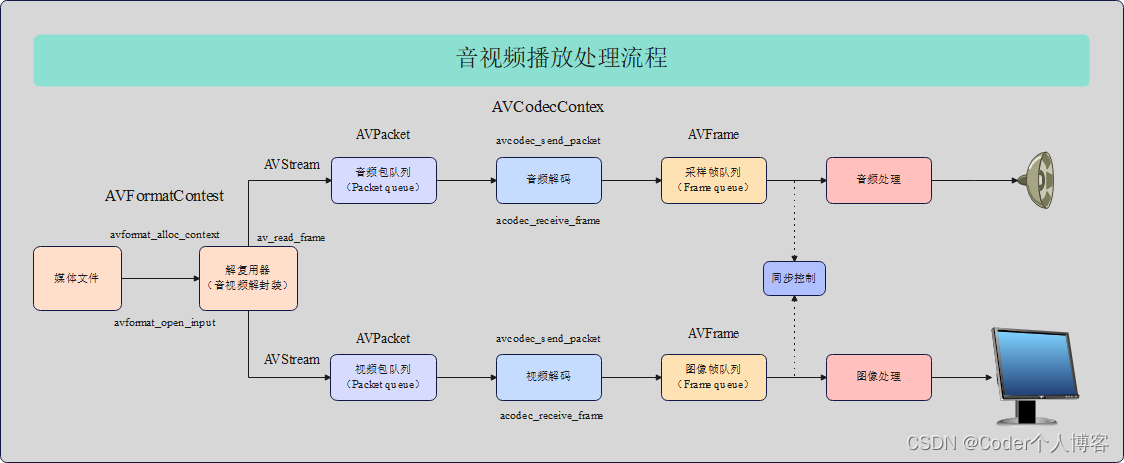 音视频播放处理流程
AVCodecContex
AVPacket
avcodec_send_packet
AVFrame
AVStream
音频包队列
（Packet queue）
音频解码
采样帧队列
（Frame queue）
音频处理
AVFormatContest
acodec_receive_frame
avformat_alloc_context
av_read_frame
媒体文件
解复用器
（音视频解封装）
同步控制
avformat_open_input
AVPacket
avcodec_send_packet
AVFrame
AVStream
视频包队列
（Packet queue）
视频解码
图像帧队列
（Frame queue）
图像处理
acodec_receive_frame
CSDN @Coder个人博客